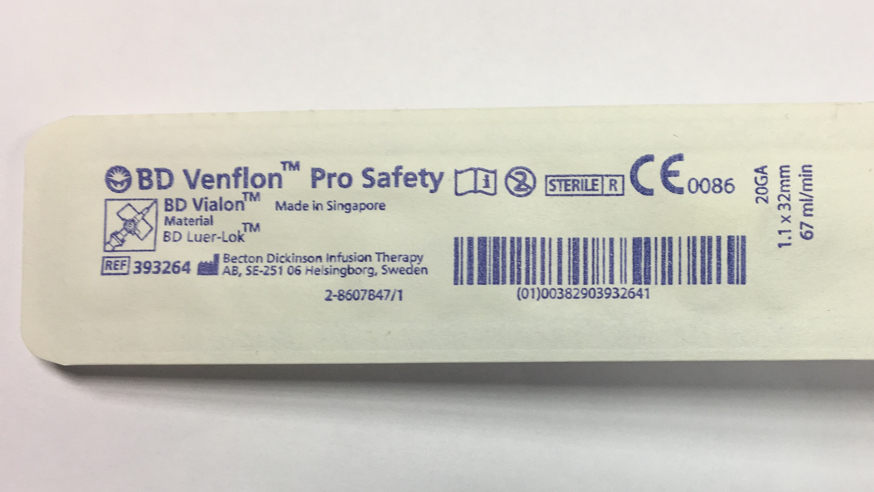 BD Venflon™ Pro Safety
STERILE R
CE 0086
BD Vialon™
Material
BD Luer-Lok™
Made in Singapore
REF 393264
Becton Dickinson Infusion Therapy
AB, SE-251 06 Helsingborg, Sweden
2-8607847/1
(01)00382903932641
20GA
1.1 x 32mm
67 ml/min